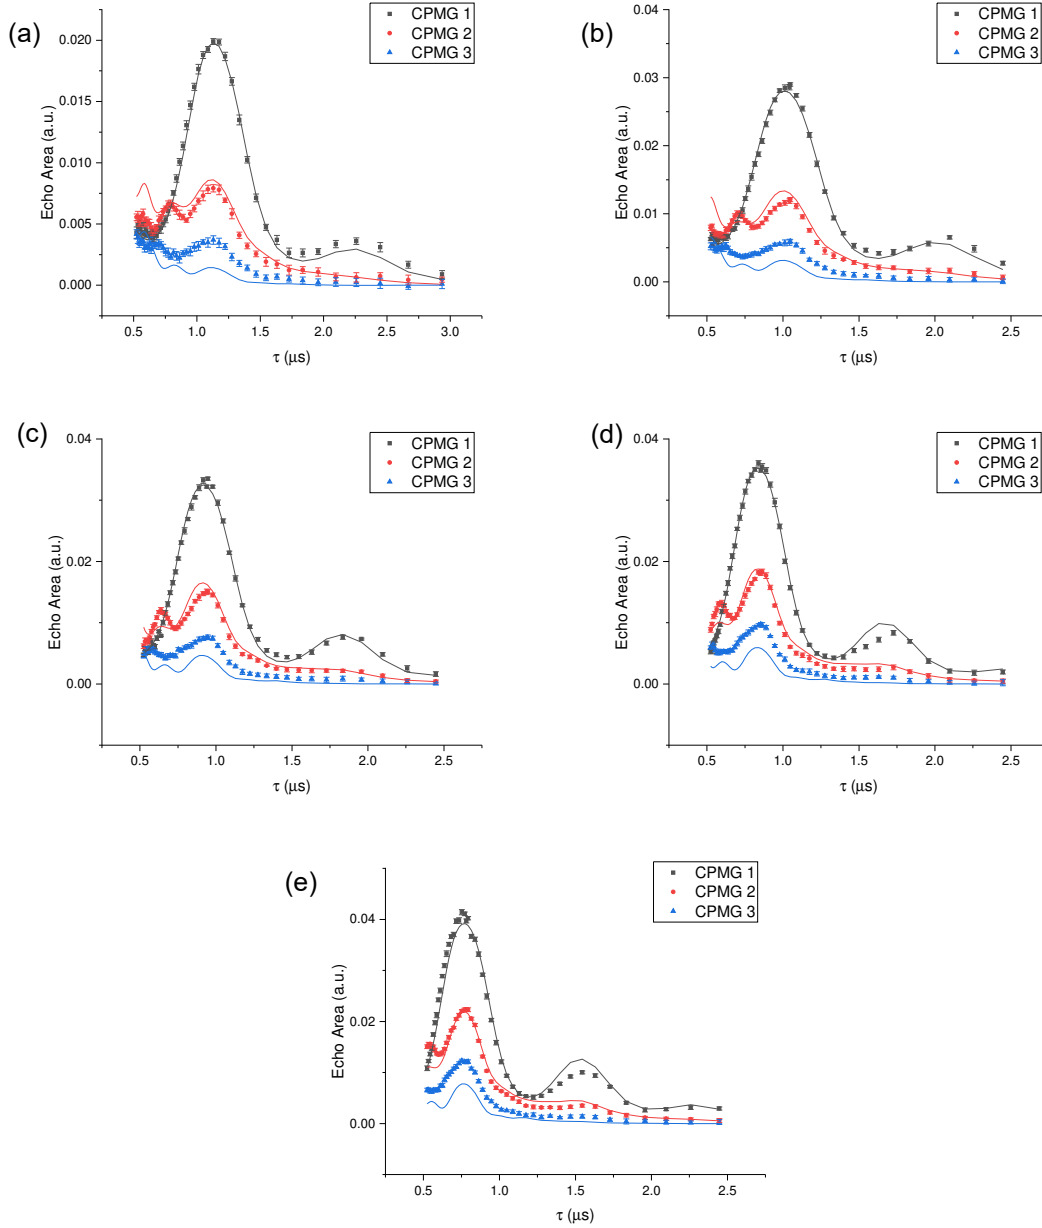 (a)
CPMG 1
CPMG 2
CPMG 3
0.020
0.015
0.010
0.005
0.000
Echo Area (a.u.)
0.5 1.0 1.5 2.0 2.5 3.0
τ (μs)
(b)
CPMG 1
CPMG 2
CPMG 3
0.04
0.03
0.02
0.01
0.00
Echo Area (a.u.)
0.5 1.0 1.5 2.0 2.5
τ (μs)
(c)
CPMG 1
CPMG 2
CPMG 3
0.04
0.02
0.00
Echo Area (a.u.)
0.5 1.0 1.5 2.0 2.5
τ (μs)
(d)
CPMG 1
CPMG 2
CPMG 3
0.04
0.02
0.00
Echo Area (a.u.)
0.5 1.0 1.5 2.0 2.5
τ (μs)
(e)
CPMG 1
CPMG 2
CPMG 3
0.04
0.02
0.00
Echo Area (a.u.)
0.5 1.0 1.5 2.0 2.5
τ (μs)